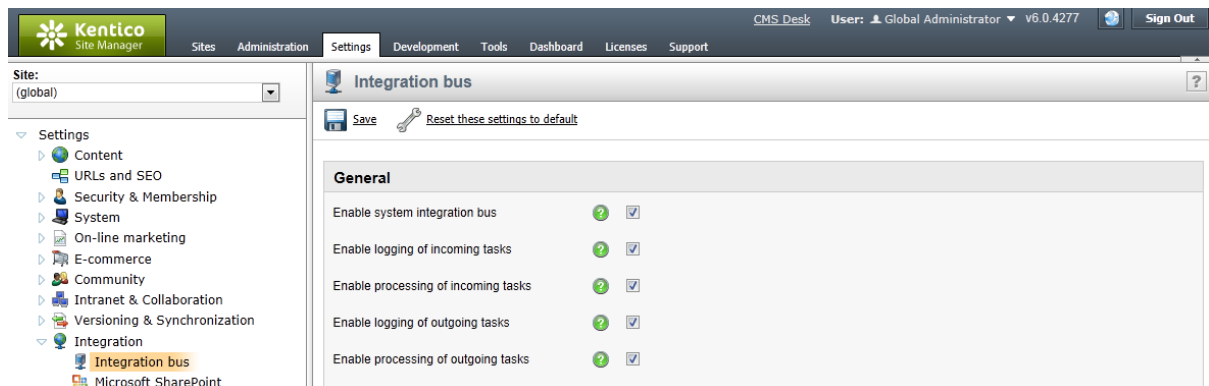 CMS Desk User: Global Administrator v6.0.4277 Sign Out
Kentico
Site Manager
Sites Administration Settings Development Tools Dashboard Licenses Support
Site:
(global)
Integration bus
?
Save Reset these settings to default
Settings
Content
URLs and SEO
Security & Membership
System
On-line marketing
E-commerce
Community
Intranet & Collaboration
Versioning & Synchronization
Integration
Integration bus
Microsoft SharePoint
General
Enable system integration bus ?
Enable logging of incoming tasks ?
Enable processing of incoming tasks ?
Enable logging of outgoing tasks ?
Enable processing of outgoing tasks ?